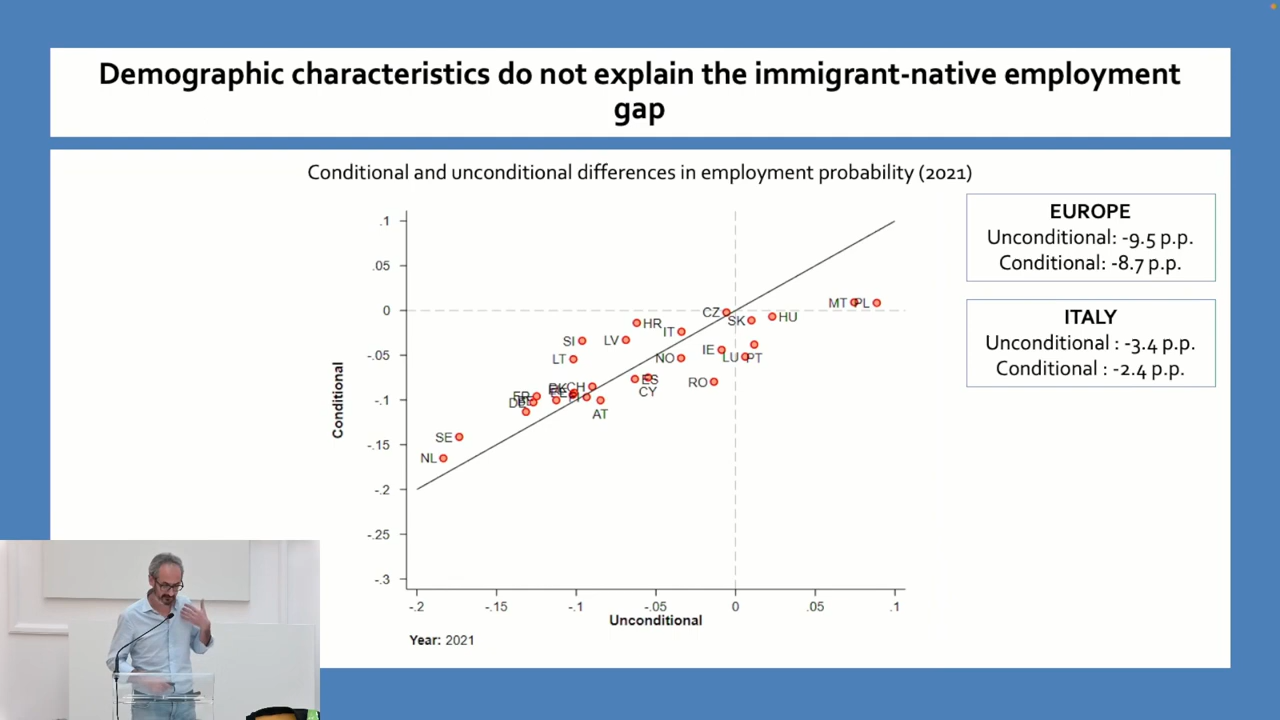 Demographic characteristics do not explain the immigrant-native employment
gap
Conditional and unconditional differences in employment probability (2021)
EUROPE
Unconditional: -9.5 p.p.
Conditional: -8.7 p.p.
ITALY
Unconditional : -3.4 p.p.
Conditional : -2.4 p.p.
Conditional
.1
.05
0
-.05
-.1
-.15
-.2
-.25
-.3
MT
PL
CZ
SK
HU
HR
IT
SI
LV
LT
NO
IE
LU
PT
ES
CY
RO
CH
AT
SE
NL
-.2
-.15
-.1
-.05
0
.05
.1
Unconditional
Year: 2021